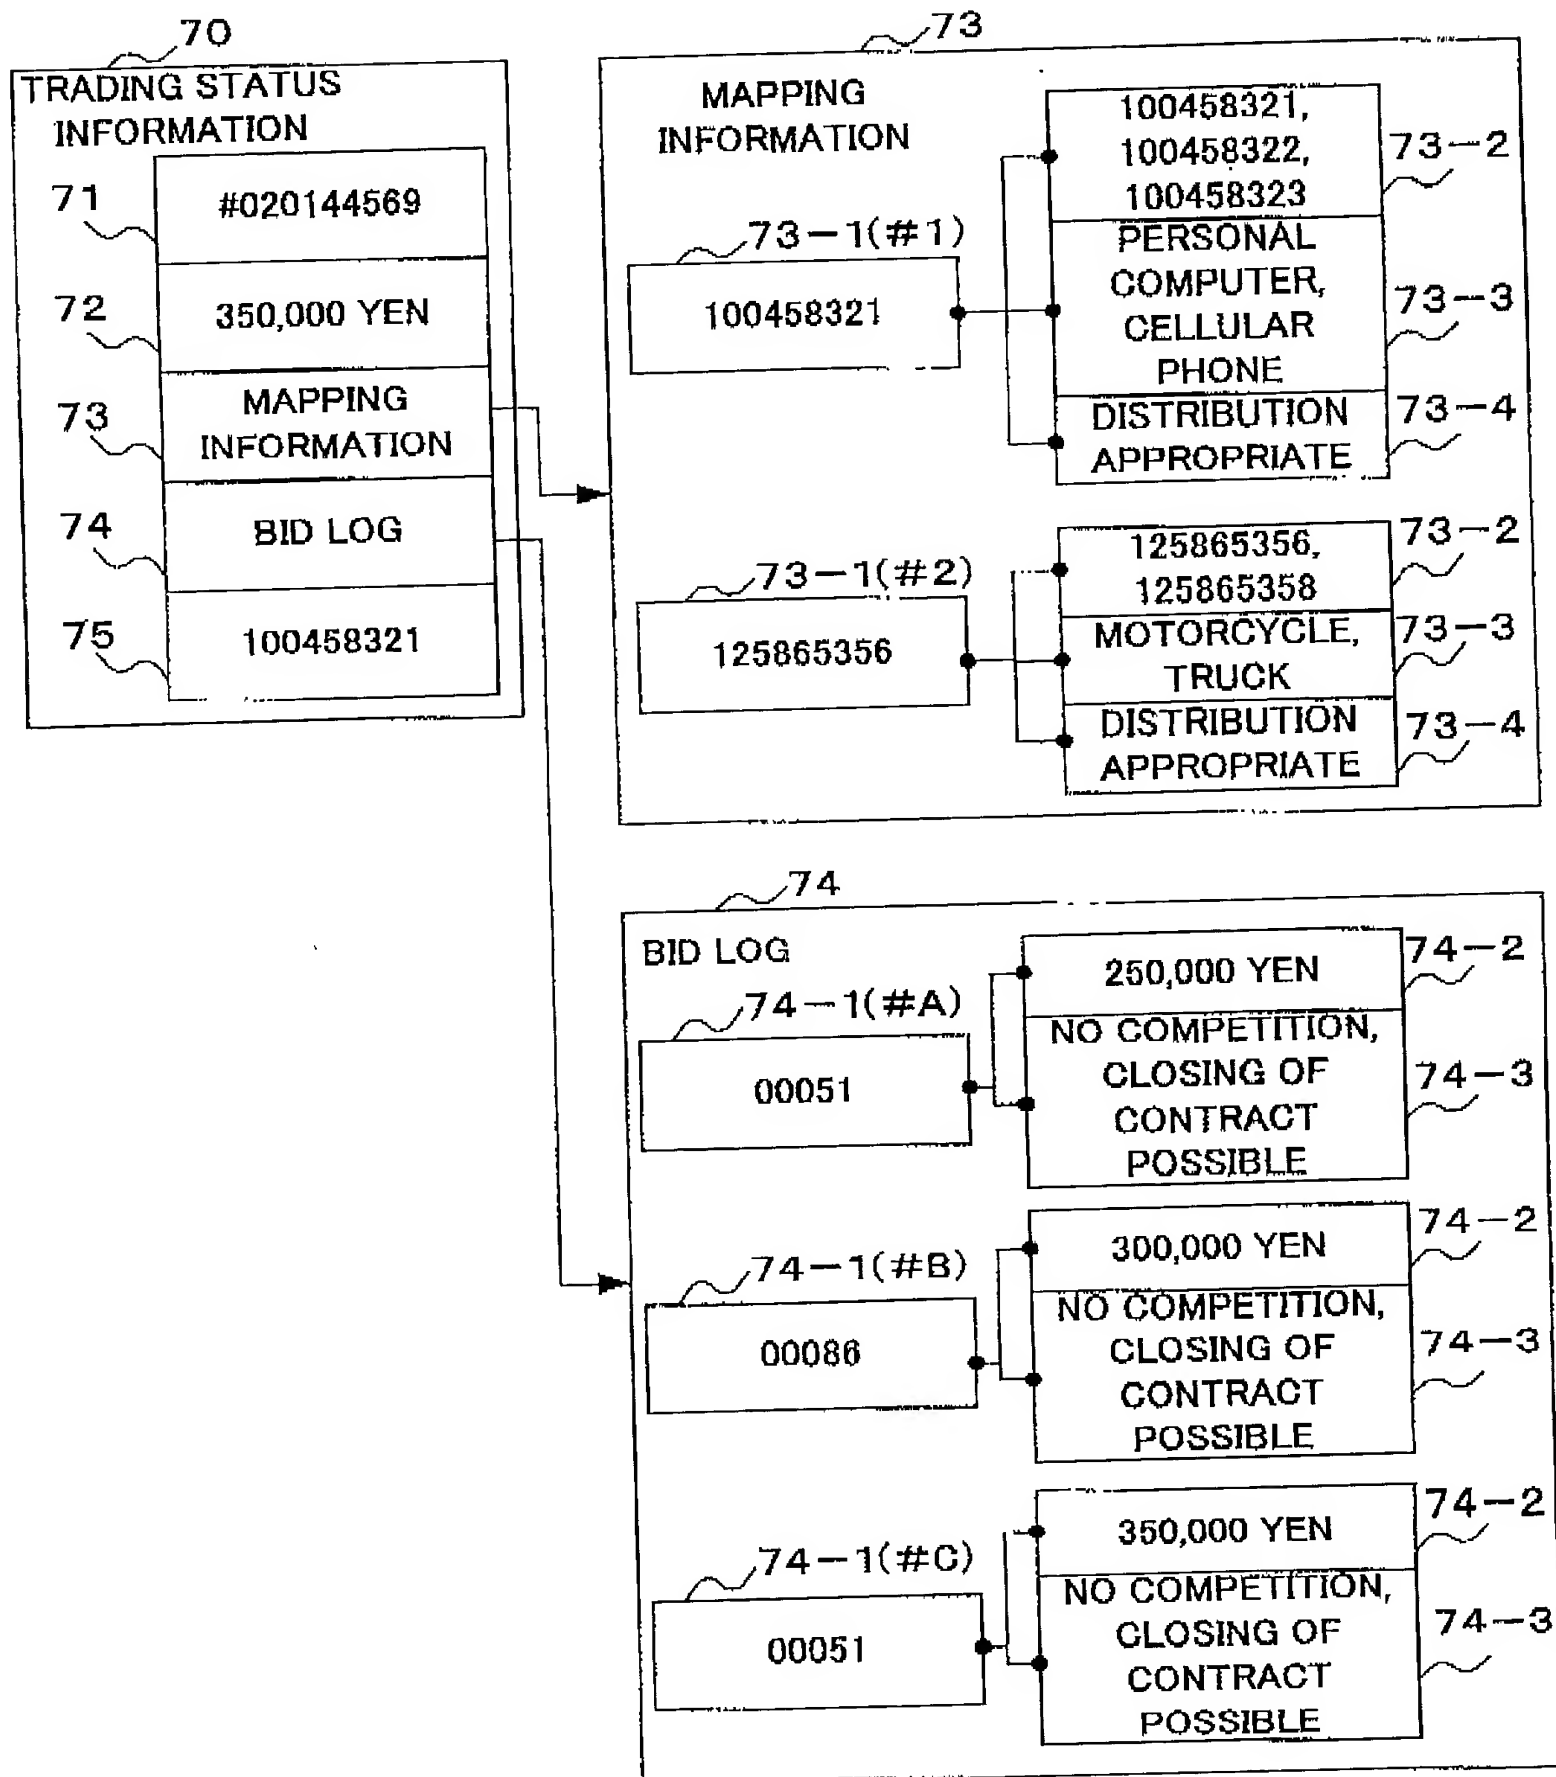 70
TRADING STATUS
INFORMATION
71
#020144569
72
350,000 YEN
73
MAPPING
INFORMATION
74
BID LOG
75
100458321
73
MAPPING
INFORMATION
73-1(#1)
100458321
100458321,
100458322,
100458323
73-2
PERSONAL
COMPUTER,
CELLULAR
PHONE
73-3
DISTRIBUTION
APPROPRIATE
73-4
73-1(#2)
125865356
125865356,
125865358
73-2
MOTORCYCLE,
TRUCK
73-3
DISTRIBUTION
APPROPRIATE
73-4
74
BID LOG
74-1(#A)
00051
250,000 YEN
74-2
NO COMPETITION,
CLOSING OF
CONTRACT
POSSIBLE
74-3
74-1(#B)
00086
300,000 YEN
74-2
NO COMPETITION,
CLOSING OF
CONTRACT
POSSIBLE
74-3
74-1(#C)
00051
350,000 YEN
74-2
NO COMPETITION,
CLOSING OF
CONTRACT
POSSIBLE
74-3